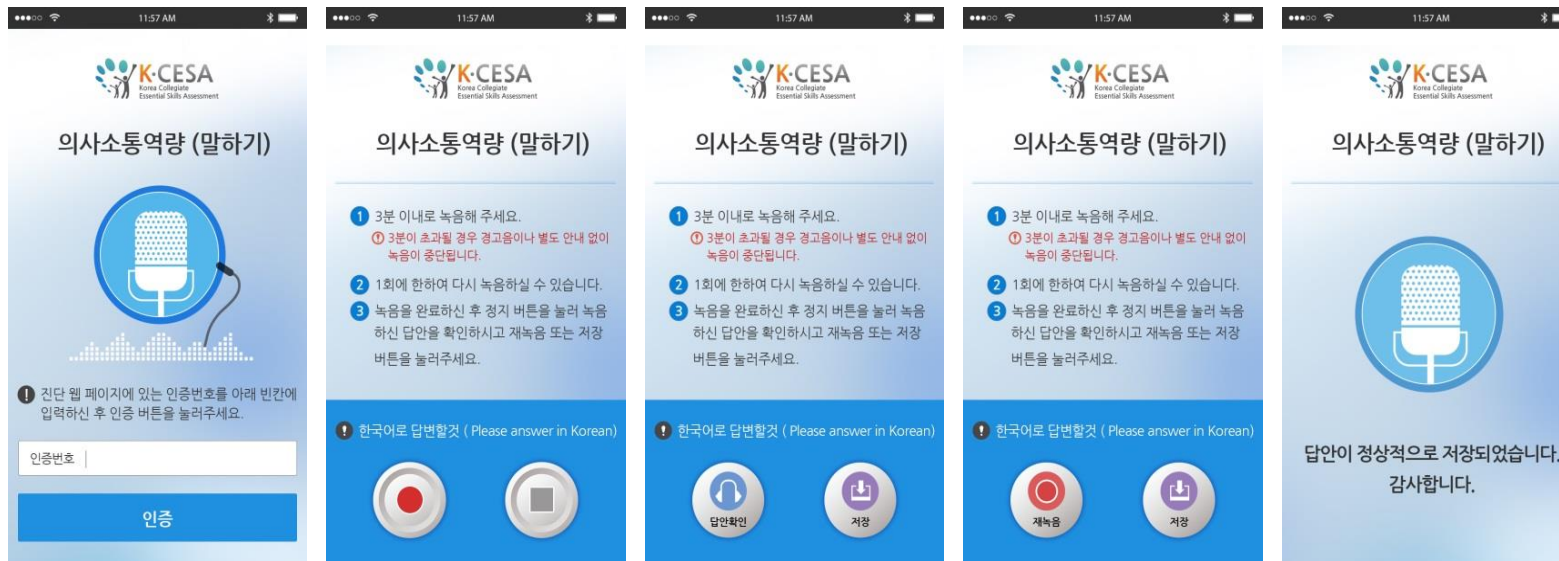 11:57 AM
K·CESA
Korea Collegiate
Essential Skills Assessment
의사소통역량 (말하기)
진단 웹 페이지에 있는 인증번호를 아래 빈칸에
입력하신 후 인증 버튼을 눌러주세요.
인증번호
인증
11:57 AM
K·CESA
Korea Collegiate
Essential Skills Assessment
의사소통역량 (말하기)
1 3분 이내로 녹음해 주세요.
3분이 초과될 경우 경고음이나 별도 안내 없이
녹음이 중단됩니다.
2 1회에 한하여 다시 녹음하실 수 있습니다.
3 녹음을 완료하신 후 정지 버튼을 눌러 녹음
하신 답안을 확인하시고 재녹음 또는 저장
버튼을 눌러주세요.
한국어로 답변할것 ( Please answer in Korean)
11:57 AM
K·CESA
Korea Collegiate
Essential Skills Assessment
의사소통역량 (말하기)
1 3분 이내로 녹음해 주세요.
3분이 초과될 경우 경고음이나 별도 안내 없이
녹음이 중단됩니다.
2 1회에 한하여 다시 녹음하실 수 있습니다.
3 녹음을 완료하신 후 정지 버튼을 눌러 녹음
하신 답안을 확인하시고 재녹음 또는 저장
버튼을 눌러주세요.
한국어로 답변할것 ( Please answer in Korean)
답안확인
저장
11:57 AM
K·CESA
Korea Collegiate
Essential Skills Assessment
의사소통역량 (말하기)
1 3분 이내로 녹음해 주세요.
3분이 초과될 경우 경고음이나 별도 안내 없이
녹음이 중단됩니다.
2 1회에 한하여 다시 녹음하실 수 있습니다.
3 녹음을 완료하신 후 정지 버튼을 눌러 녹음
하신 답안을 확인하시고 재녹음 또는 저장
버튼을 눌러주세요.
한국어로 답변할것 ( Please answer in Korean)
재녹음
저장
11:57 AM
K·CESA
Korea Collegiate
Essential Skills Assessment
의사소통역량 (말하기)
답안이 정상적으로 저장되었습니다.
감사합니다.